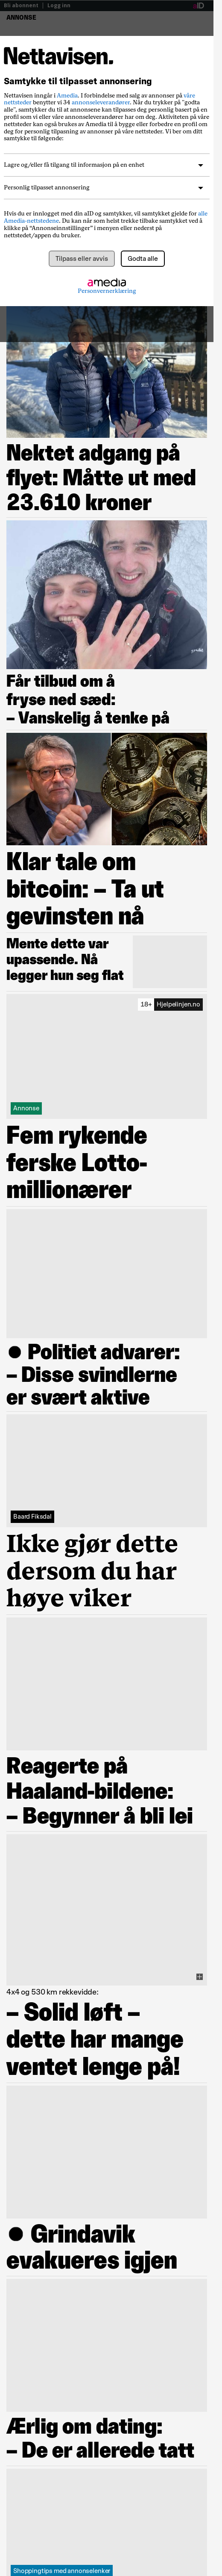 Bli abonnent | Logg inn
aID
ANNONSE
Nettavisen.
Samtykke til tilpasset annonsering
Nettavisen inngår i Amedia. I forbindelse med salg av annonser på våre
nettsteder benytter vi 34 annonseleverandører. Når du trykker på "godta
alle", samtykker du til at annonsene kan tilpasses deg personlig basert på en
profil som vi eller våre annonseleverandører har om deg. Aktiviteten på våre
nettsteder kan også brukes av Amedia til å bygge og/eller forbedre en profil om
deg for personlig tilpasning av annonser på våre nettsteder. Vi ber om ditt
samtykke til følgende:
Lagre og/eller få tilgang til informasjon på en enhet
Personlig tilpasset annonsering
Hvis du er innlogget med din aID og samtykker, vil samtykket gjelde for alle
Amedia-nettstedene. Du kan når som helst trekke tilbake samtykket ved å
klikke på “Annonseinnstillinger” i menyen eller nederst på
nettstedet/appen du bruker.
Tilpass eller avvis
Godta alle
amedia
Personvernerklæring
Nektet adgang på
flyet: Måtte ut med
23.610 kroner
Får tilbud om å
fryse ned sæd:
– Vanskelig å tenke på
Klar tale om
bitcoin: – Ta ut
gevinsten nå
Mente dette var
upassende. Nå
legger hun seg flat
18+ Hjelpelinjen.no
Annonse
Fem rykende
ferske Lotto-
millionærer
● Politiet advarer:
– Disse svindlerne
er svært aktive
Baard Fiksdal
Ikke gjør dette
dersom du har
høye viker
Reagerte på
Haaland-bildene:
– Begynner å bli lei
4x4 og 530 km rekkevidde:
– Solid løft –
dette har mange
ventet lenge på!
● Grindavik
evakueres igjen
Ærlig om dating:
– De er allerede tatt
Shoppingtips med annonselenker